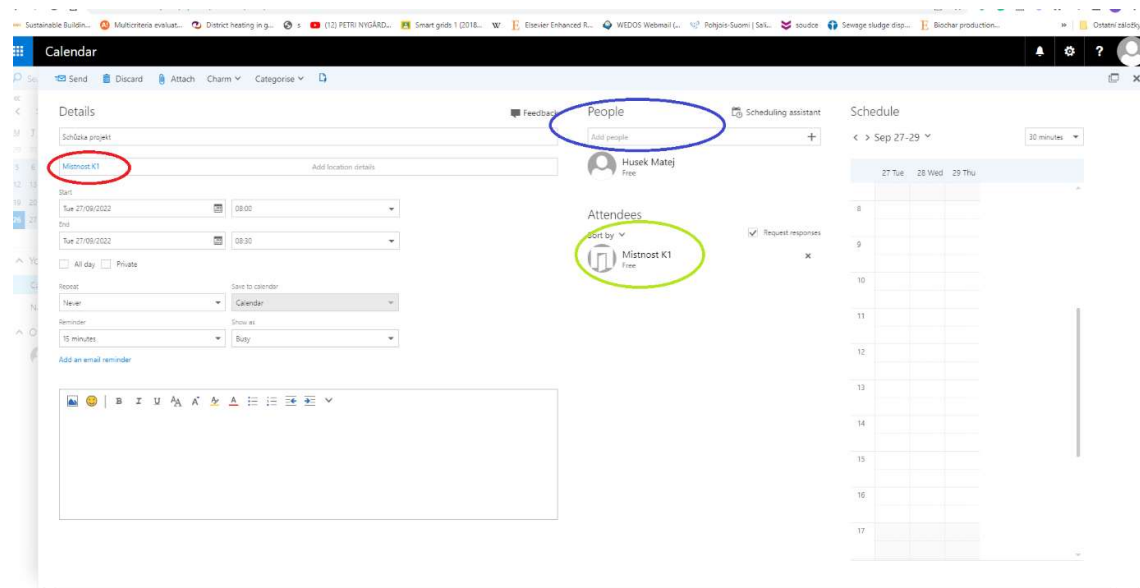 Sustainable Buildin... Multicriteria evaluat... District heating in g... s (12) PETRI NYGÅRD... Smart grids 1 (2018... Elsevier Enhanced R... WEDOS Webmail (... Pohjois-Suomi | Sali... soudce Sewage sludge disp... Biochar production... » Ostatní záložky
Calendar ?
Send Discard Attach Charm Categorise
Details Feedback
Schůzka projekt
Mistnost K1 Add location details
Start
Tue 27/09/2022 08:00
End
Tue 27/09/2022 08:30
All day Private
Repeat Save to calendar
Never Calendar
Reminder Show as
15 minutes Busy
Add an email reminder
B I U
People Scheduling assistant
Add people +
Husek Matej
Free
Attendees
Sort by Request responses
Mistnost K1
Free
Schedule
Sep 27-29 30 minutes
27 Tue 28 Wed 29 Thu
8
9
10
11
12
13
14
15
16
17